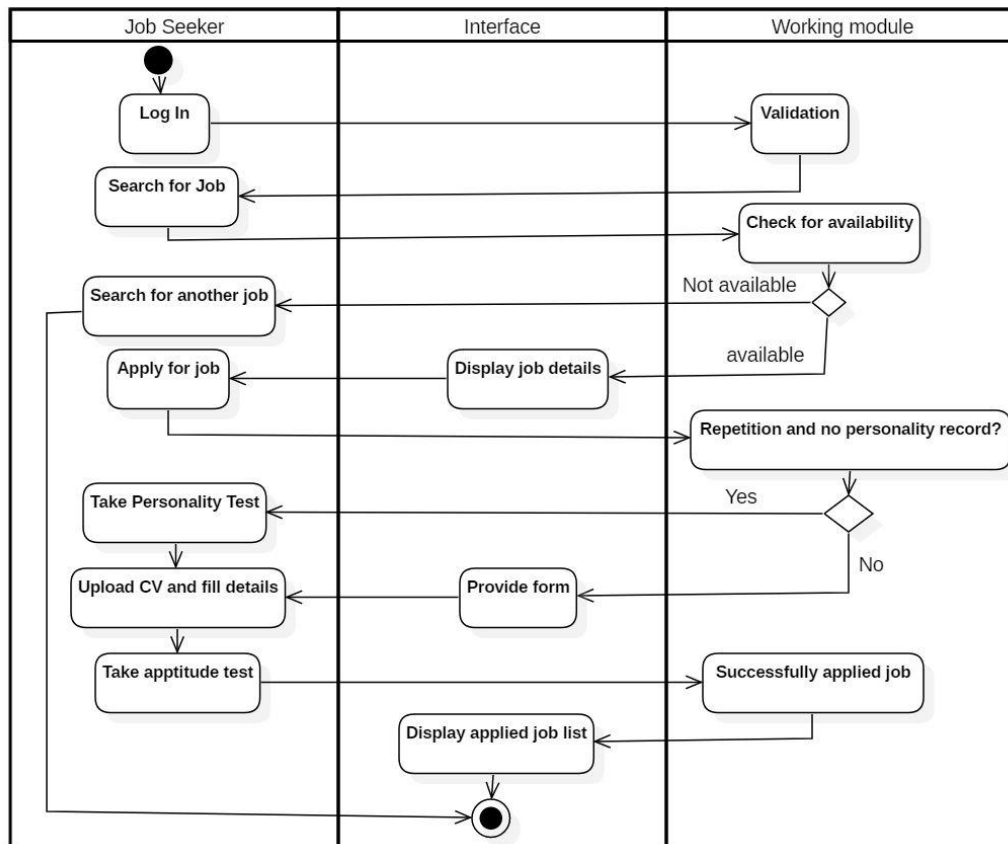 Job Seeker
Interface
Working module
Log In
Validation
Search for Job
Check for availability
Not available
Search for another job
available
Apply for job
Display job details
Repetition and no personality record?
Yes
Take Personality Test
No
Upload CV and fill details
Provide form
Take apptitude test
Successfully applied job
Display applied job list